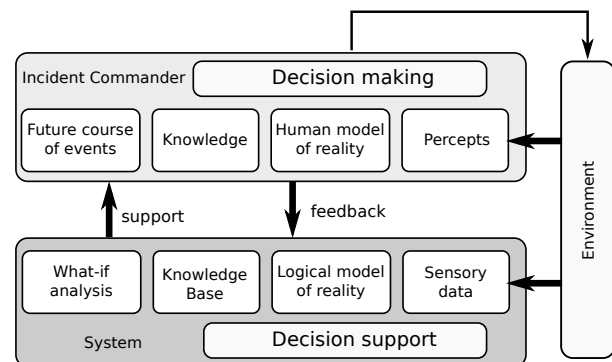 Incident Commander
Decision making
Future course
of events
Knowledge
Human model
of reality
Percepts
Environment
support
feedback
What-if
analysis
Knowledge
Base
Logical model
of reality
Sensory
data
System
Decision support